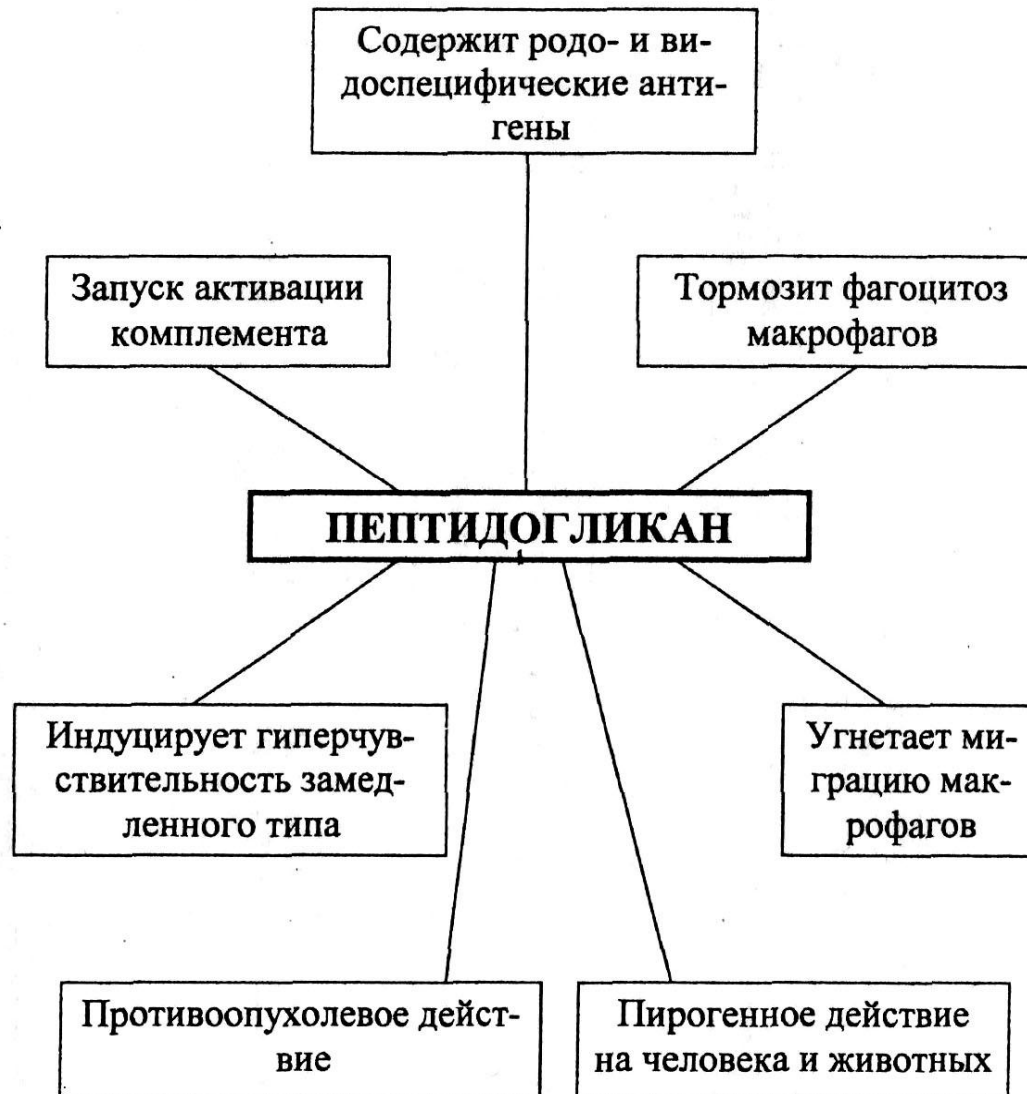 Содержит родо- и ви-
доспецифические анти-
гены
Запуск активации
комплемента
Тормозит фагоцитоз
макрофагов
ПЕПТИДОГЛИКАН
Индуцирует гиперчув-
ствительность замед-
ленного типа
Угнетает ми-
грацию мак-
рофагов
Противоопухолевое дейст-
вие
Пирогенное действие
на человека и животных